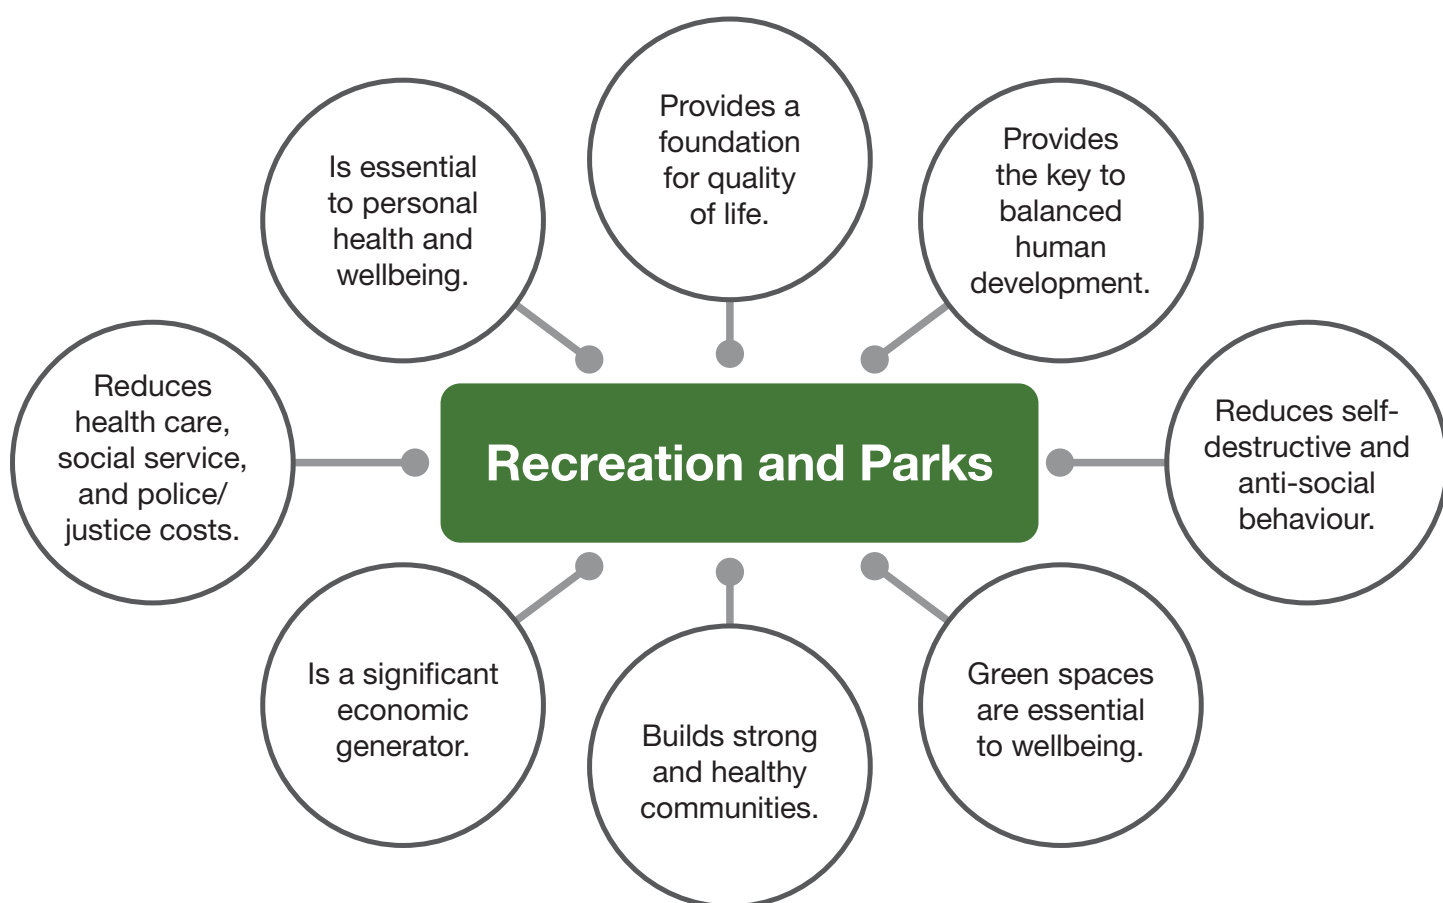 Provides a
foundation
for quality
of life.
Is essential
to personal
health and
wellbeing.
Provides
the key to
balanced
human
development.
Reduces
health care,
social service,
and police/
justice costs.
Recreation and Parks
Reduces self-
destructive and
anti-social
behaviour.
Is a significant
economic
generator.
Builds strong
and healthy
communities.
Green spaces
are essential
to wellbeing.